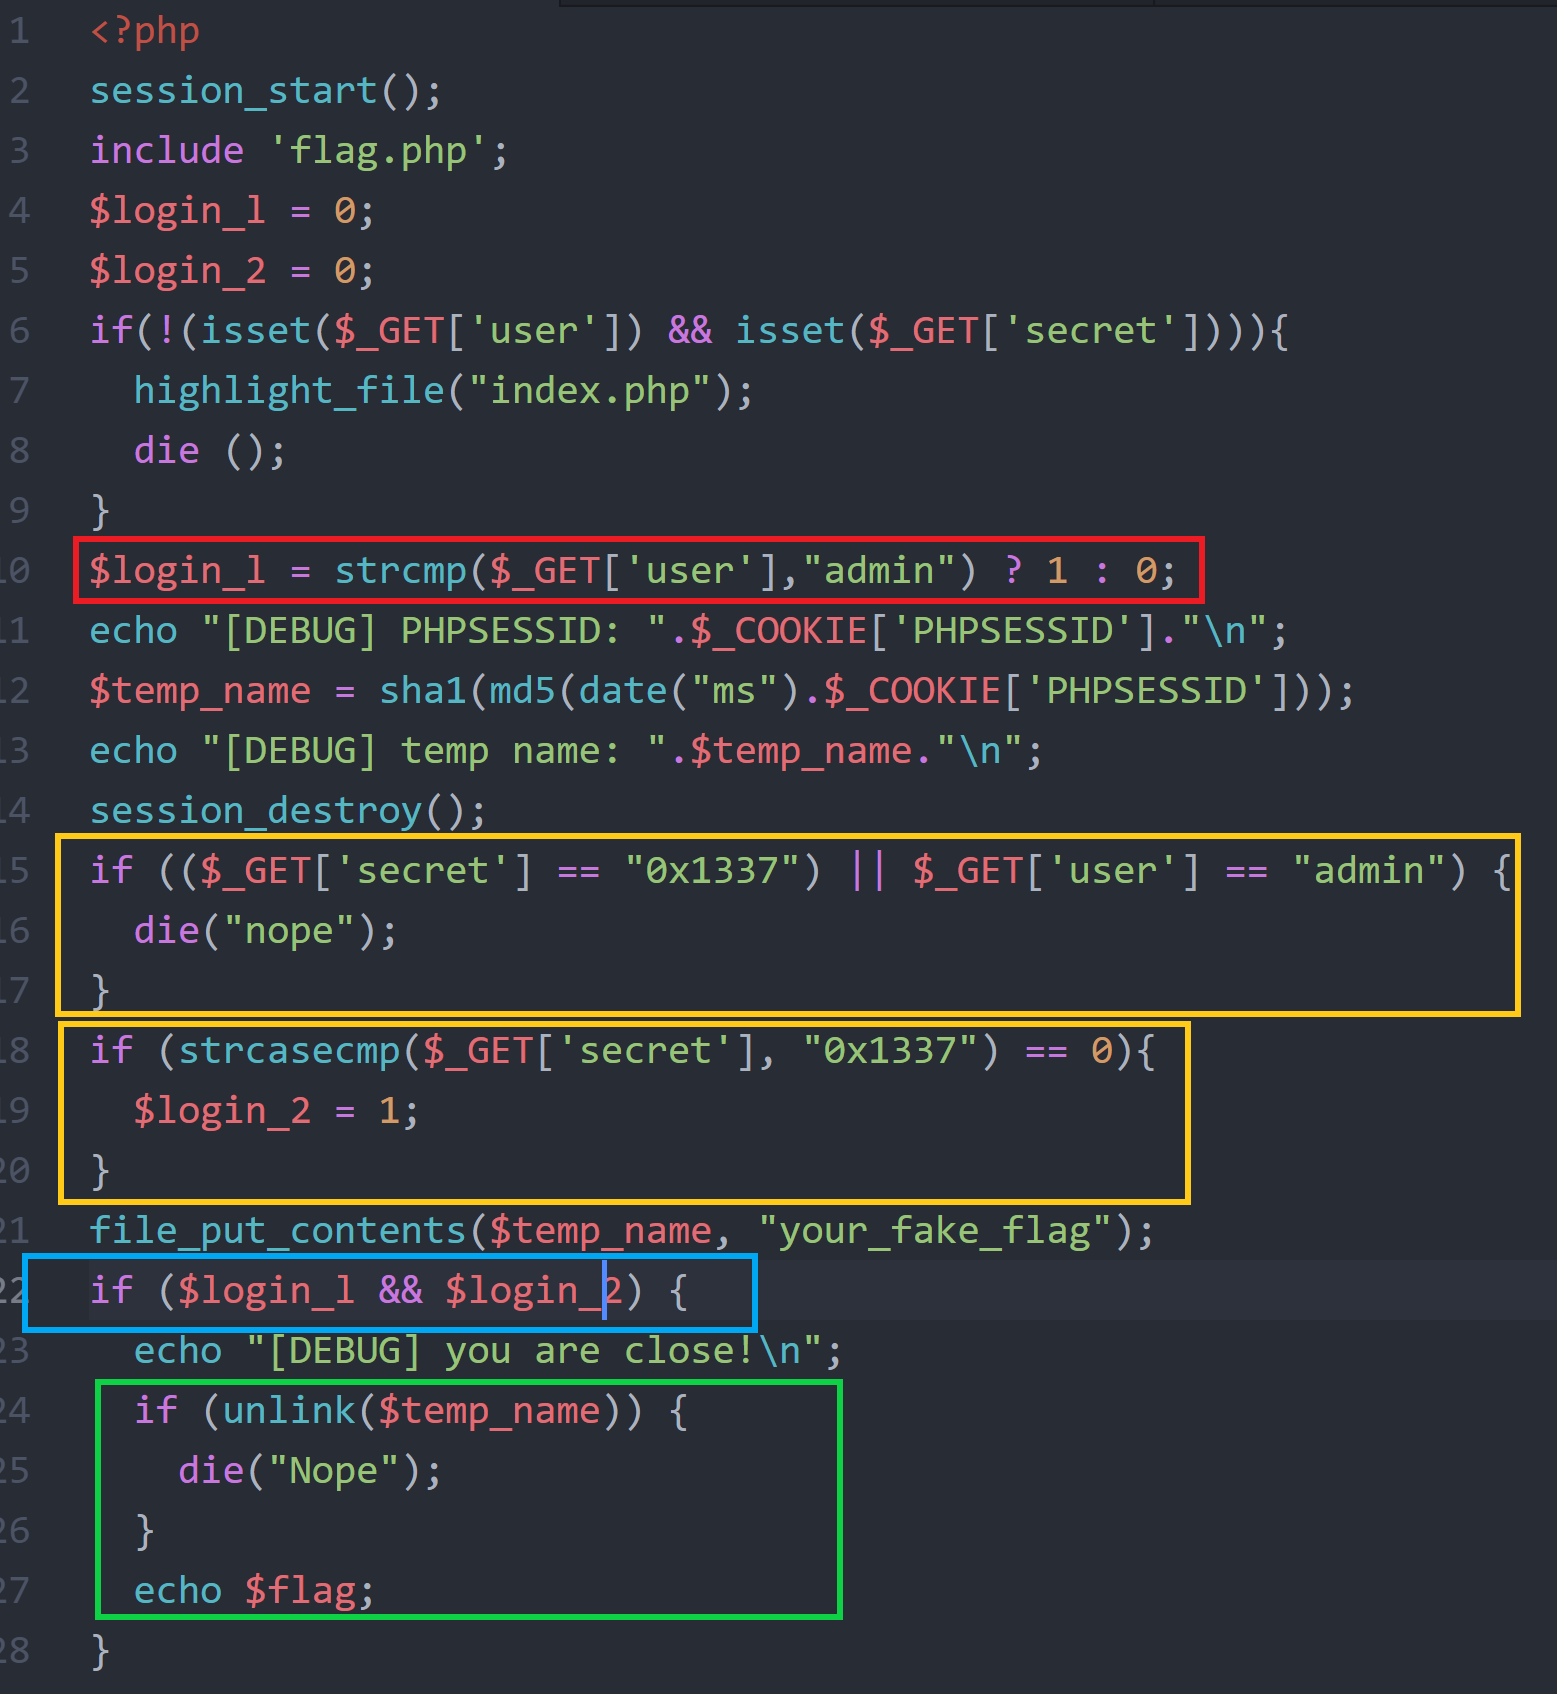 1 <?php
2 session_start();
3 include 'flag.php';
4 $login_l = 0;
5 $login_2 = 0;
6 if(!(isset($_GET['user']) && isset($_GET['secret']))){
7 highlight_file("index.php");
8 die ();
9 }
10 $login_l = strcmp($_GET['user'],"admin") ? 1 : 0;
11 echo "[DEBUG] PHPSESSID: ".$_COOKIE['PHPSESSID']."\n";
12 $temp_name = sha1(md5(date("ms").$_COOKIE['PHPSESSID']));
13 echo "[DEBUG] temp name: ".$temp_name."\n";
14 session_destroy();
15 if (($_GET['secret'] == "0x1337") || $_GET['user'] == "admin") {
16 die("nope");
17 }
18 if (strcasecmp($_GET['secret'], "0x1337") == 0){
19 $login_2 = 1;
20 }
21 file_put_contents($temp_name, "your_fake_flag");
22 if ($login_l && $login_2) {
23 echo "[DEBUG] you are close!\n";
24 if (unlink($temp_name)) {
25 die("Nope");
26 }
27 echo $flag;
28 }